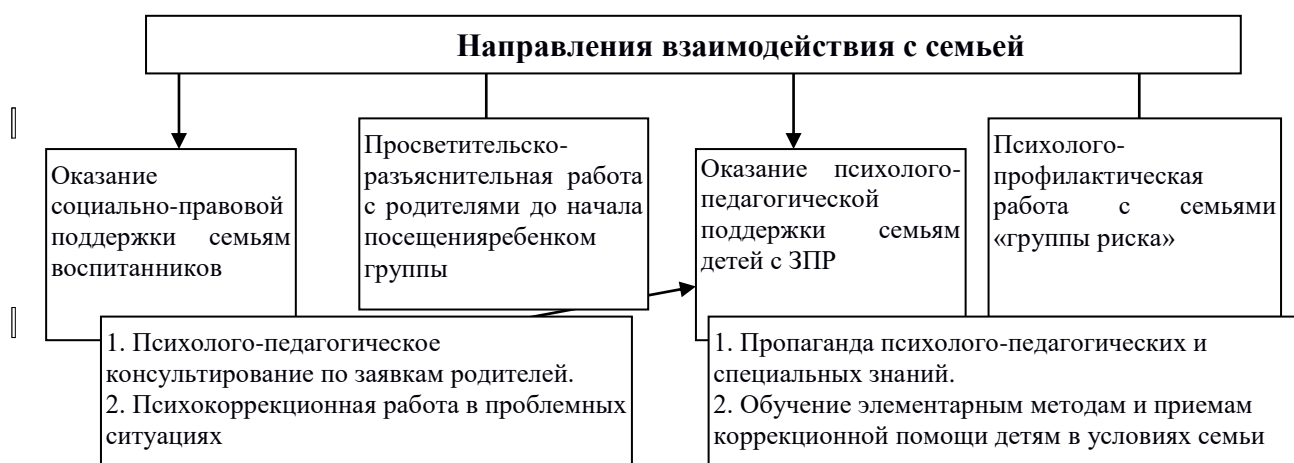 Направления взаимодействия с семьей
Оказание
социально-правовой
поддержки семьям
воспитанников
Просветительско-
разъяснительная работа
с родителями до начала
посещенияребенком
группы
Оказание психолого-
педагогической
поддержки семьям
детей с ЗПР
Психолого-
профилактическая
работа с семьями
«группы риска»
1. Психолого-педагогическое
консультирование по заявкам родителей.
2. Психокоррекционная работа в проблемных
ситуациях
1. Пропаганда психолого-педагогических и
специальных знаний.
2. Обучение элементарным методам и приемам
коррекционной помощи детям в условиях семьи